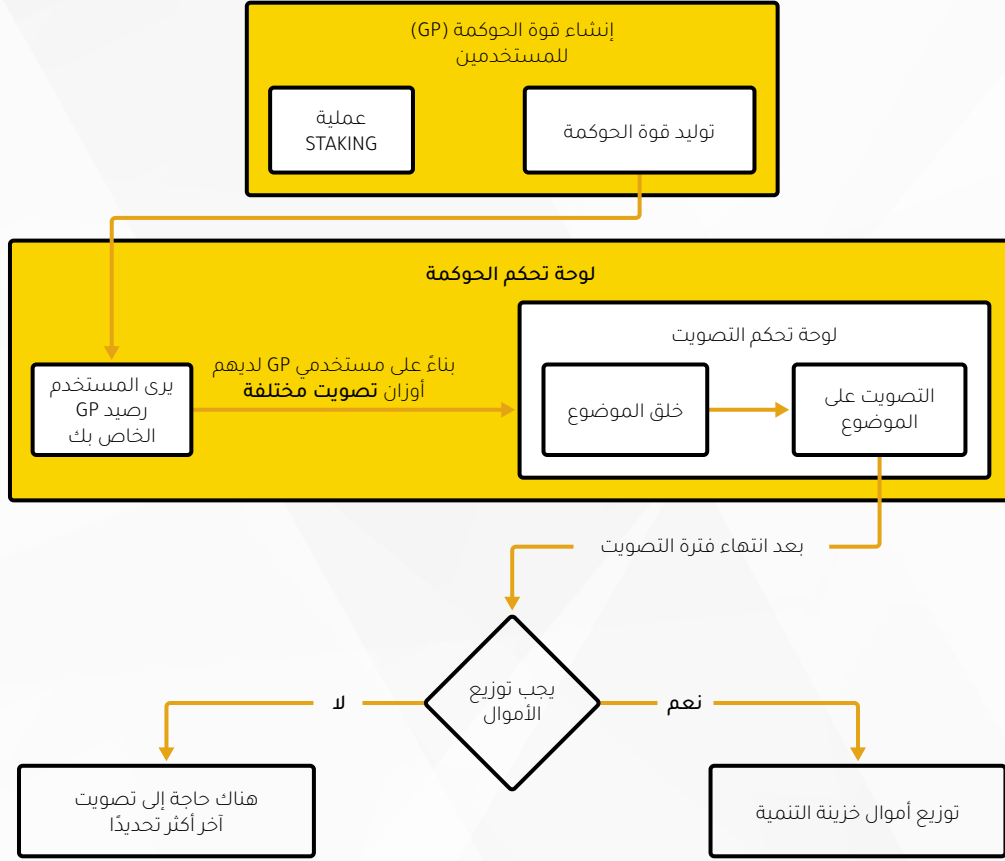 إنشاء قوة الحوكمة (GP)
للمستخدمين
توليد قوة الحوكمة
عملية
STAKING
لوحة تحكم الحوكمة
يرى المستخدم
رصيد GP
الخاص بك
بناءً على مستخدمي GP لديهم
أوزان تصويت مختلفة
لوحة تحكم التصويت
خلق الموضوع
التصويت على
الموضوع
بعد انتهاء فترة التصويت
يجب توزيع
الأموال
نعم
لا
توزيع أموال خزينة التنمية
هناك حاجة إلى تصويت
آخر أكثر تحديدًا